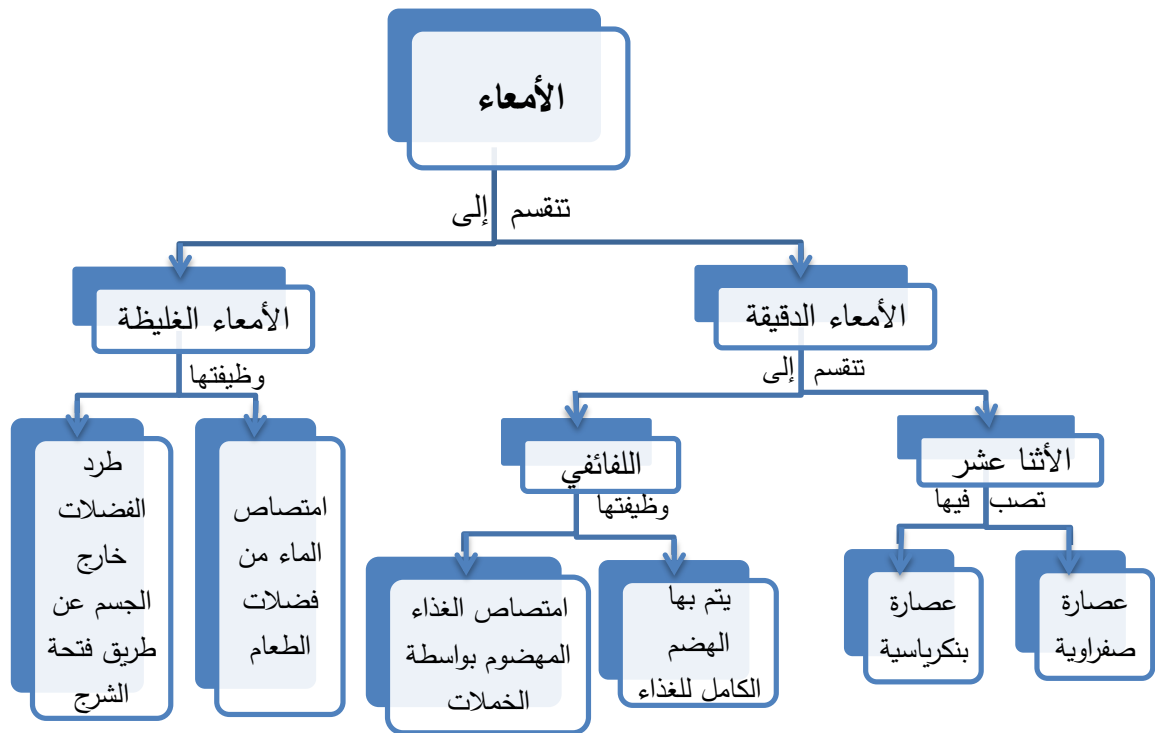 الأمعاء
تنقسم إلى
الأمعاء الدقيقة
الأمعاء الغليظة
تنقسم إلى
وظيفتها
الأثنا عشر
اللفائفي
تصب فيها
وظيفتها
عصارة
صفراوية
عصارة
بنكرياسية
يتم بها
الهضم
الكامل للغذاء
امتصاص الغذاء
المهضوم بواسطة
الخملات
امتصاص
الماء من
فضلات
الطعام
طرد
الفضلات
خارج
الجسم عن
طريق فتحة
الشرج